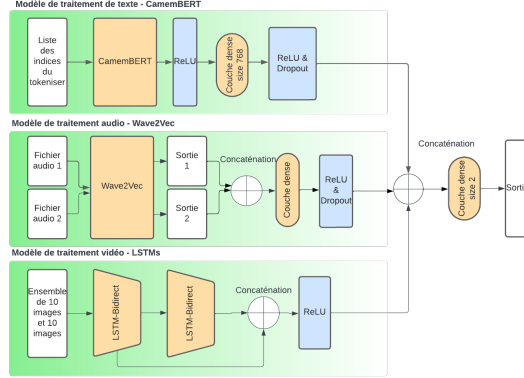 Modèle de traitement de texte - CamemBERT
Liste
des
indices du
tokeniser
CamemBERT
ReLU
Couche dense
size 768
ReLU &
Dropout
Modèle de traitement audio - Wave2Vec
Fichier
audio 1
Fichier
audio 2
Wave2Vec
Sortie
1
Sortie
2
Concaténation
Couche dense
ReLU
&
Dropout
Concaténation
Couche dense
size 2
Sorti
Modèle de traitement vidéo - LSTMs
Ensemble
de 10
images
et 10
images
LSTM-Bidirect
LSTM-Bidirect
Concaténation
ReLU